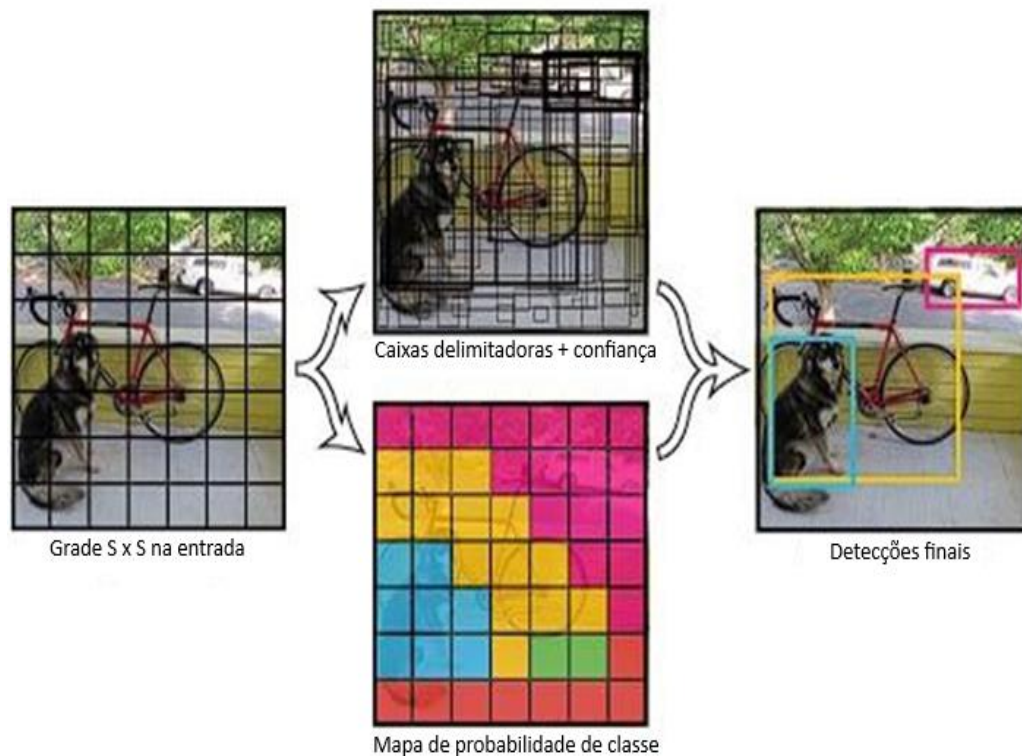 Caixas delimitadoras + confiança
Grade S x S na entrada
Detecções finais
Mapa de probabilidade de classe